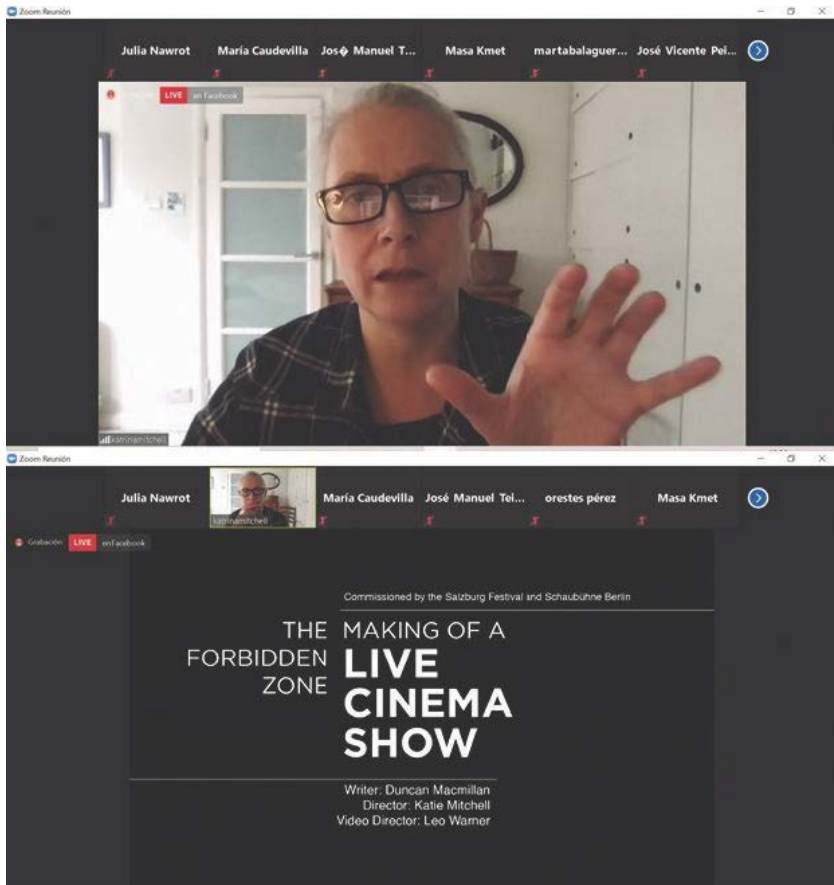 Zoom Reunión
Julia Nawrot María Caudevilla Jos� Manuel T... Masa Kmet martabalaguer... José Vicente Pei...
LIVE en Facebook
katrinamitchell
Zoom Reunión
Julia Nawrot María Caudevilla José Manuel Tei... orestes pérez Masa Kmet
katrinamitchell
Grabación LIVE en Facebook
Commissioned by the Salzburg Festival and Schaubühne Berlin
THE FORBIDDEN ZONE
MAKING OF A
LIVE
CINEMA
SHOW
Writer: Duncan Macmillan
Director: Katie Mitchell
Video Director: Leo Warner